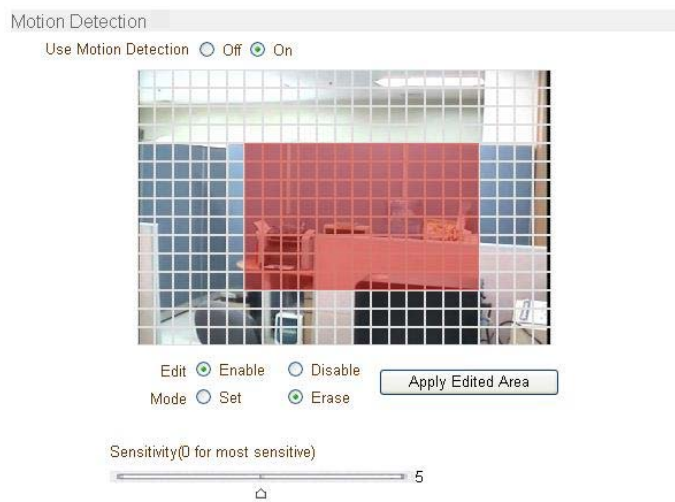 Motion Detection
Use Motion Detection Off On
Edit Enable Disable
Mode Set Erase
Apply Edited Area
Sensitivity(0 for most sensitive)
5